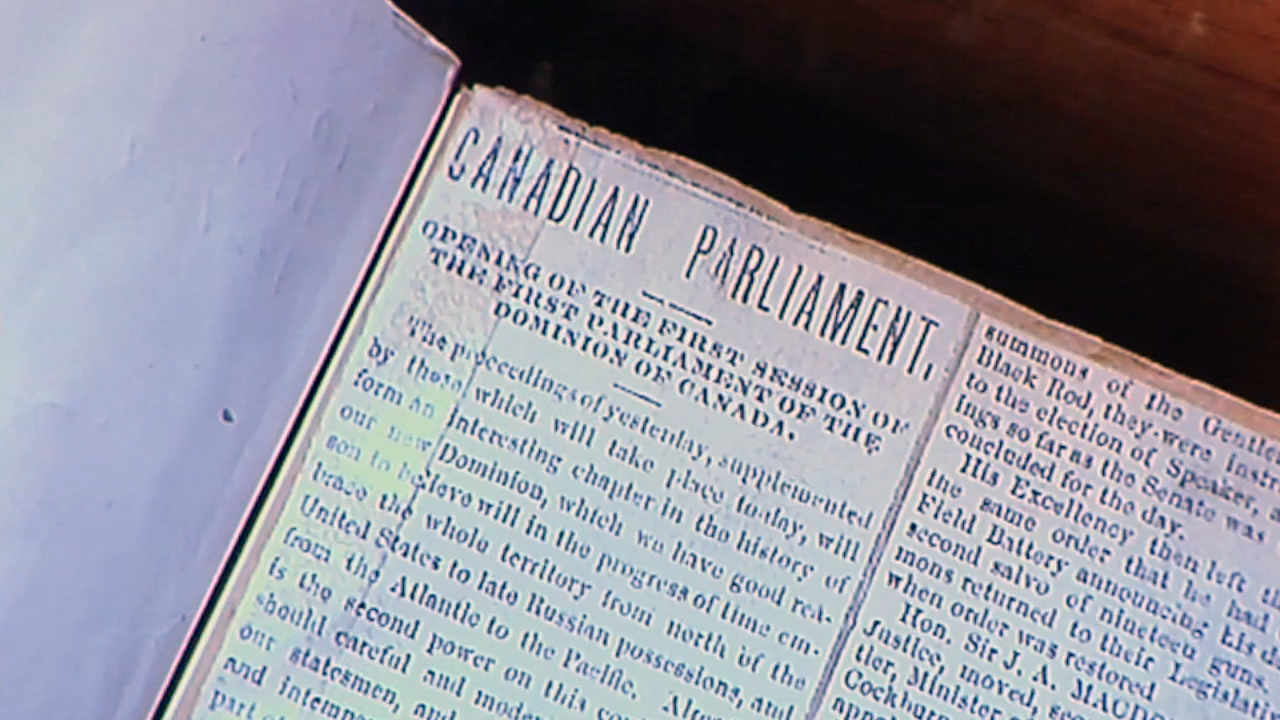 CANADIAN PARLIAMENT.
OPENING OF THE FIRST SESSION OF
THE FIRST PARLIAMENT OF THE
DOMINION OF CANADA.
The proceedings of yesterday, supplemented
by those which will take place to-day, will
form an interesting chapter in the history of
our new Dominion, which we have good rea-
son to believe will in the progress of time em-
brace the whole territory from north of the
United States to late Russian possessions, and
from the Atlantic to the Pacific.
is the second power on this
should careful and
our statesmen, and
and
part
summons of the
Black Rod, they were
to the election of Speaker,
ings so far as the Senate was
concluded for the day.
His Excellency then left
the same order that he had
Field Battery announcing his
second salvo of nineteen guns.
mons returned to their
when order was restored
Hon. Sir J. A.
Justice, moved,
tier, Minister of